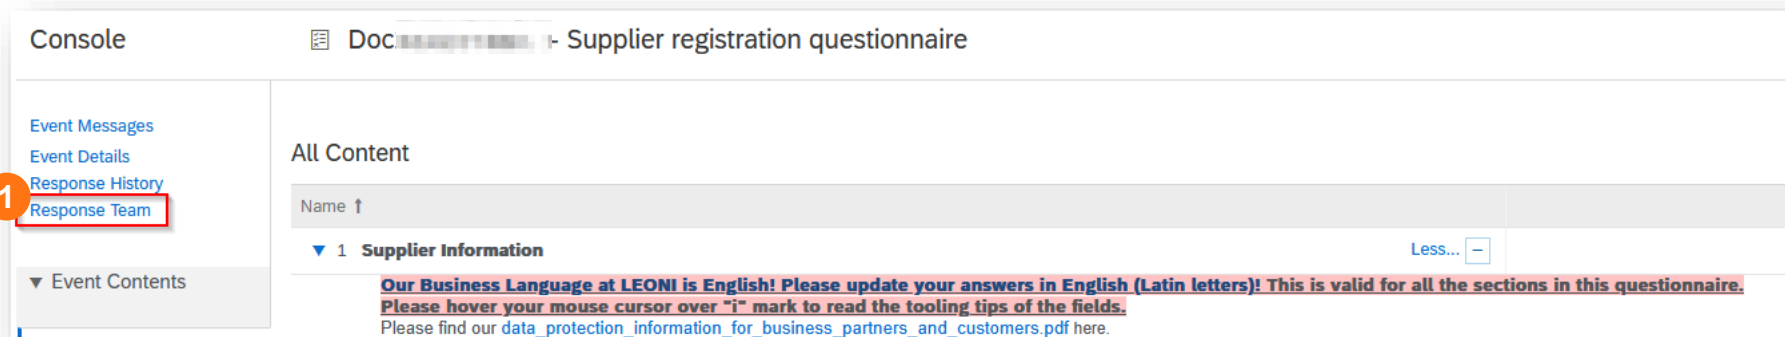 Console
Doc - Supplier registration questionnaire
Event Messages
Event Details
Response History
1
Response Team
▼ Event Contents
All Content
Name ↑
▼ 1 Supplier Information
Less... −
Our Business Language at LEONI is English! Please update your answers in English (Latin letters)! This is valid for all the sections in this questionnaire.
Please hover your mouse cursor over "i" mark to read the tooling tips of the fields.
Please find our data_protection_information_for_business_partners_and_customers.pdf here.